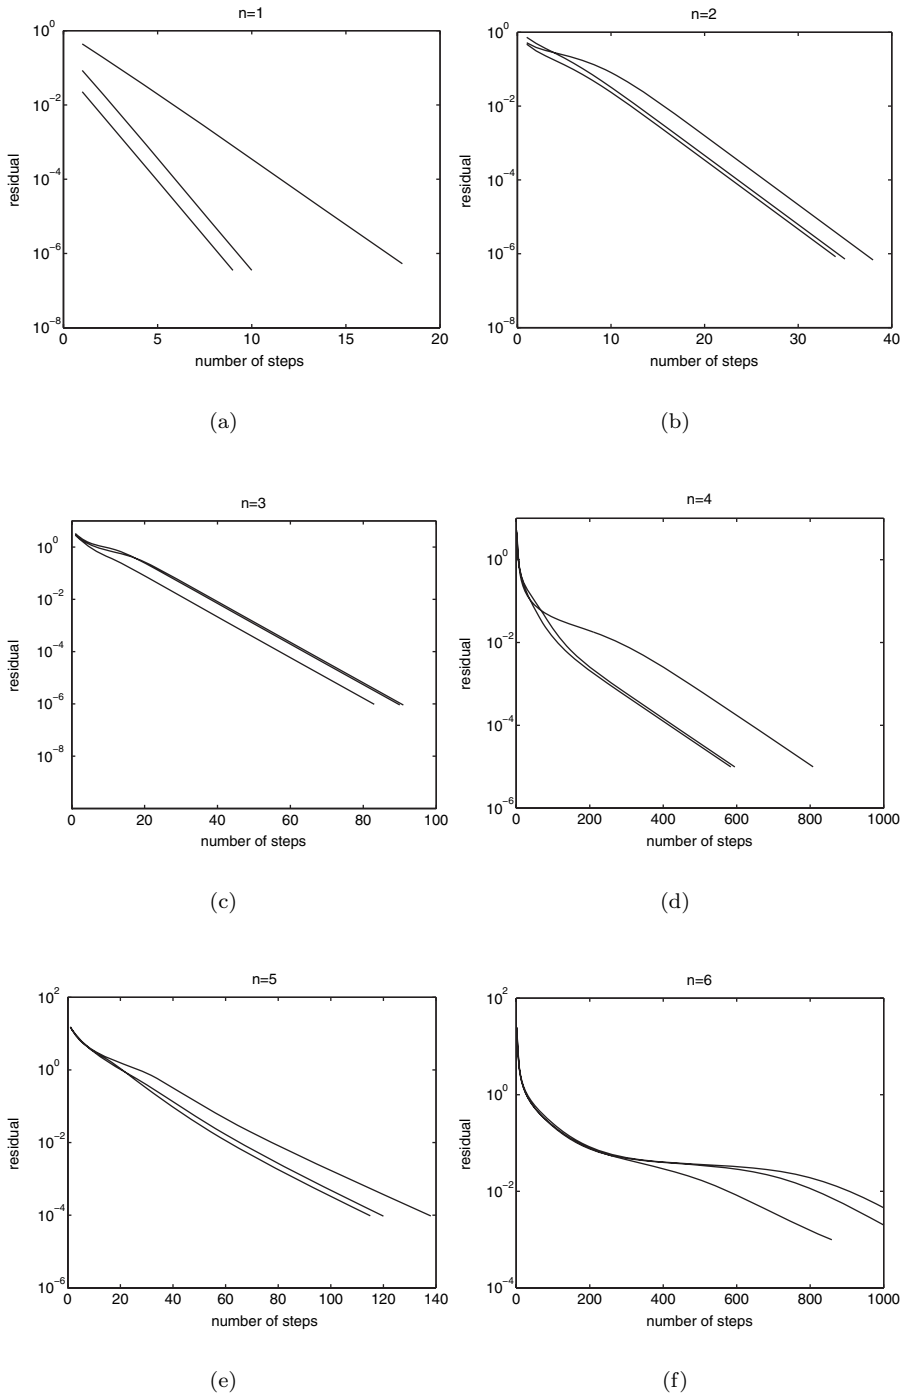 n=1
10^0
10^-2
10^-4
10^-6
10^-8
residual
0 5 10 15 20
number of steps
(a)
n=2
10^0
10^-2
10^-4
10^-6
10^-8
residual
0 10 20 30 40
number of steps
(b)
n=3
10^0
10^-2
10^-4
10^-6
10^-8
residual
0 20 40 60 80 100
number of steps
(c)
n=4
10^0
10^-2
10^-4
10^-6
residual
0 200 400 600 800 1000
number of steps
(d)
n=5
10^2
10^0
10^-2
10^-4
10^-6
residual
0 20 40 60 80 100 120 140
number of steps
(e)
n=6
10^2
10^0
10^-2
10^-4
residual
0 200 400 600 800 1000
number of steps
(f)